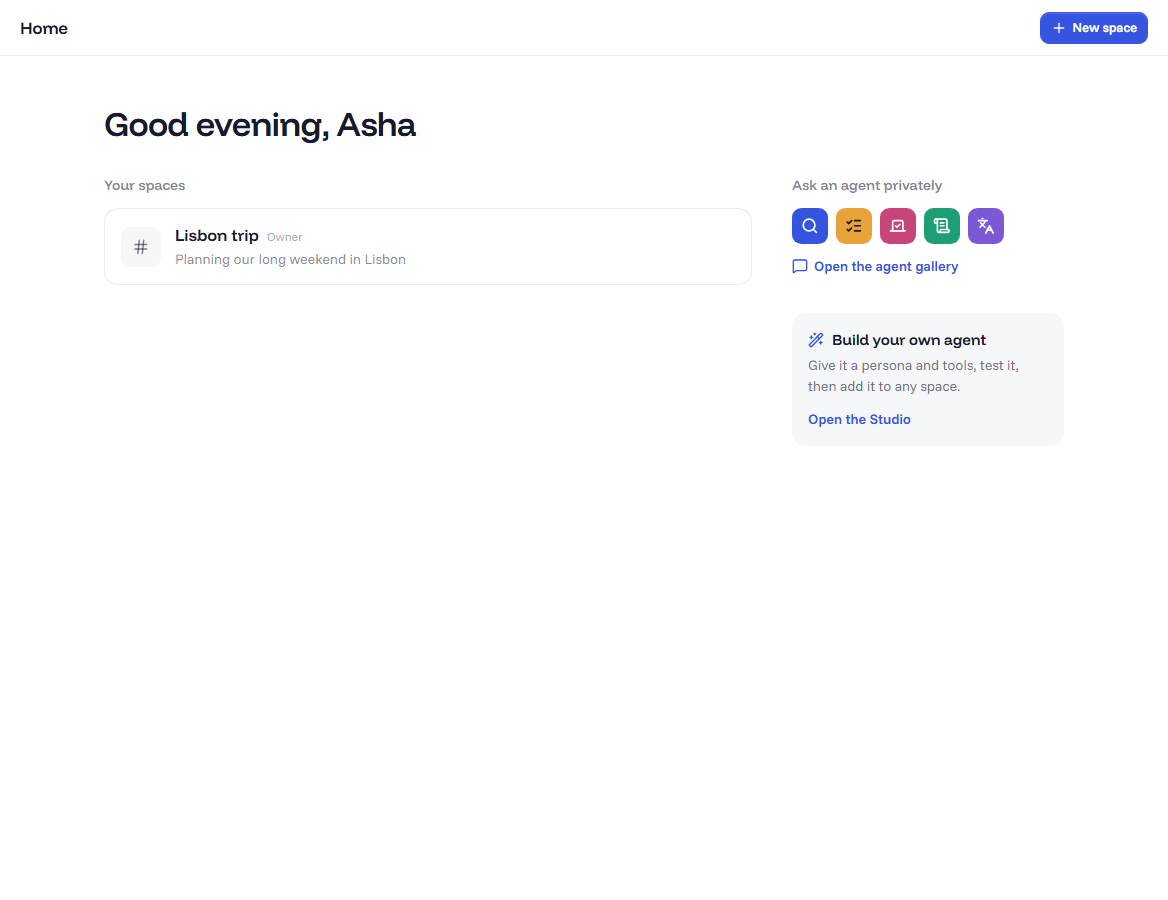 Home
New space
Good evening, Asha
Your spaces
Lisbon trip Owner
Planning our long weekend in Lisbon
Ask an agent privately
Open the agent gallery
Build your own agent
Give it a persona and tools, test it,
then add it to any space.
Open the Studio